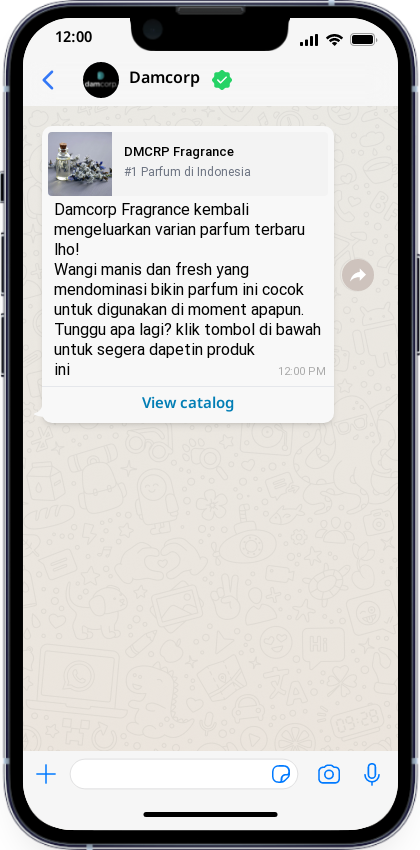 12:00
damcorp
Damcorp
DMCRP Fragrance
#1 Parfum di Indonesia
Damcorp Fragrance kembali
mengeluarkan varian parfum terbaru
lho!
Wangi manis dan fresh yang
mendominasi bikin parfum ini cocok
untuk digunakan di moment apapun.
Tunggu apa lagi? klik tombol di bawah
untuk segera dapetin produk
ini
12:00 PM
View catalog